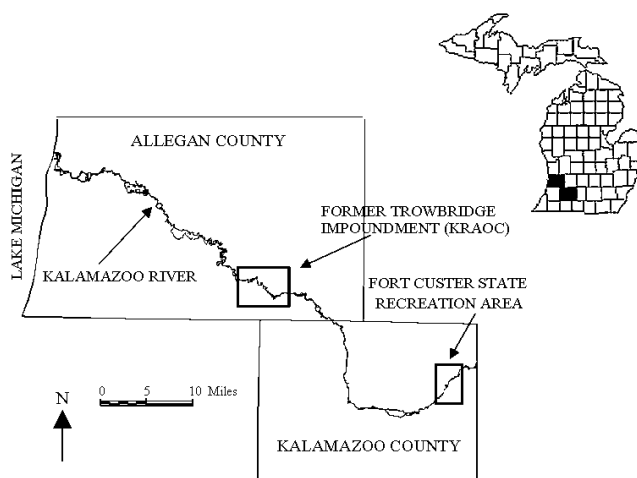 ALLEGAN COUNTY
LAKE MICHIGAN
FORMER TROWBRIDGE
IMPOUNDMENT (KRAOC)
KALAMAZOO RIVER
FORT CUSTER STATE
RECREATION AREA
0 5 10 Miles
N
KALAMAZOO COUNTY